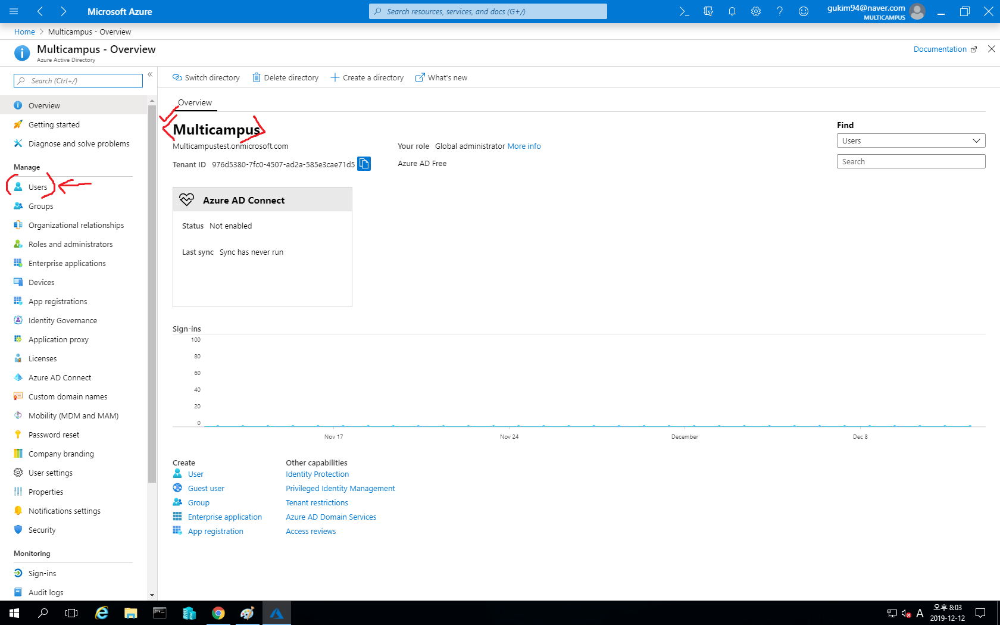 Microsoft Azure
Search resources, services, and docs (G+/)
gukim94@naver.com
MULTICAMPUS
Home > Multicampus - Overview
Multicampus - Overview
Azure Active Directory
Documentation
Search (Ctrl+/)
Overview
Getting started
Diagnose and solve problems
Manage
Users
Groups
Organizational relationships
Roles and administrators
Enterprise applications
Devices
App registrations
Identity Governance
Application proxy
Licenses
Azure AD Connect
Custom domain names
Mobility (MDM and MAM)
Password reset
Company branding
User settings
Properties
Notifications settings
Security
Monitoring
Sign-ins
Audit logs
Switch directory Delete directory Create a directory What's new
Overview
Multicampus
Multicampustest.onmicrosoft.com
Tenant ID 976d5380-7fc0-4507-ad2a-585e3cae71d5
Your role Global administrator More info
Azure AD Free
Find
Users
Search
Azure AD Connect
Status Not enabled
Last sync Sync has never run
Sign-ins
100
80
60
40
20
0
Nov 17 Nov 24 December Dec 8
Create
User
Guest user
Group
Enterprise application
App registration
Other capabilities
Identity Protection
Privileged Identity Management
Tenant restrictions
Azure AD Domain Services
Access reviews
A
오후 8:03
2019-12-12